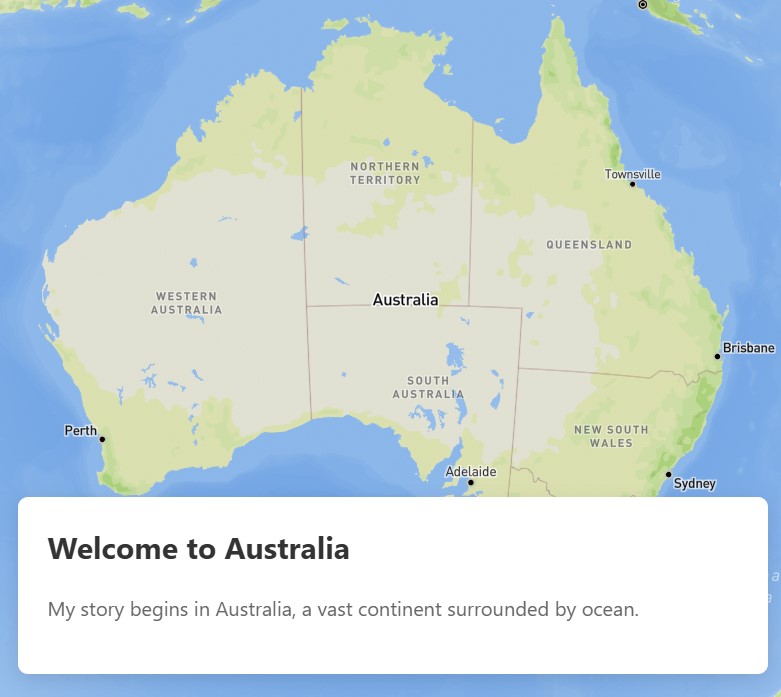 NORTHERN
TERRITORY
Townsville
QUEENSLAND
WESTERN
AUSTRALIA
Australia
Brisbane
SOUTH
AUSTRALIA
Perth
NEW SOUTH
WALES
Adelaide
Sydney
Welcome to Australia
My story begins in Australia, a vast continent surrounded by ocean.